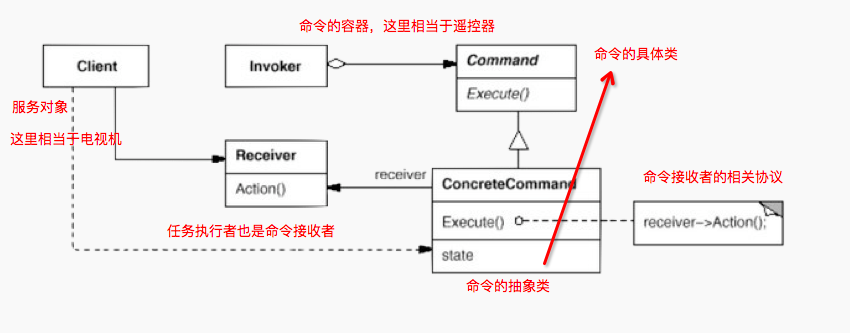 命令的容器，这里相当于遥控器
Client
Invoker
Command
Execute()
命令的具体类
服务对象
这里相当于电视机
Receiver
Action()
receiver
ConcreteCommand
Execute()
state
命令接收者的相关协议
receiver->Action();
任务执行者也是命令接收者
命令的抽象类